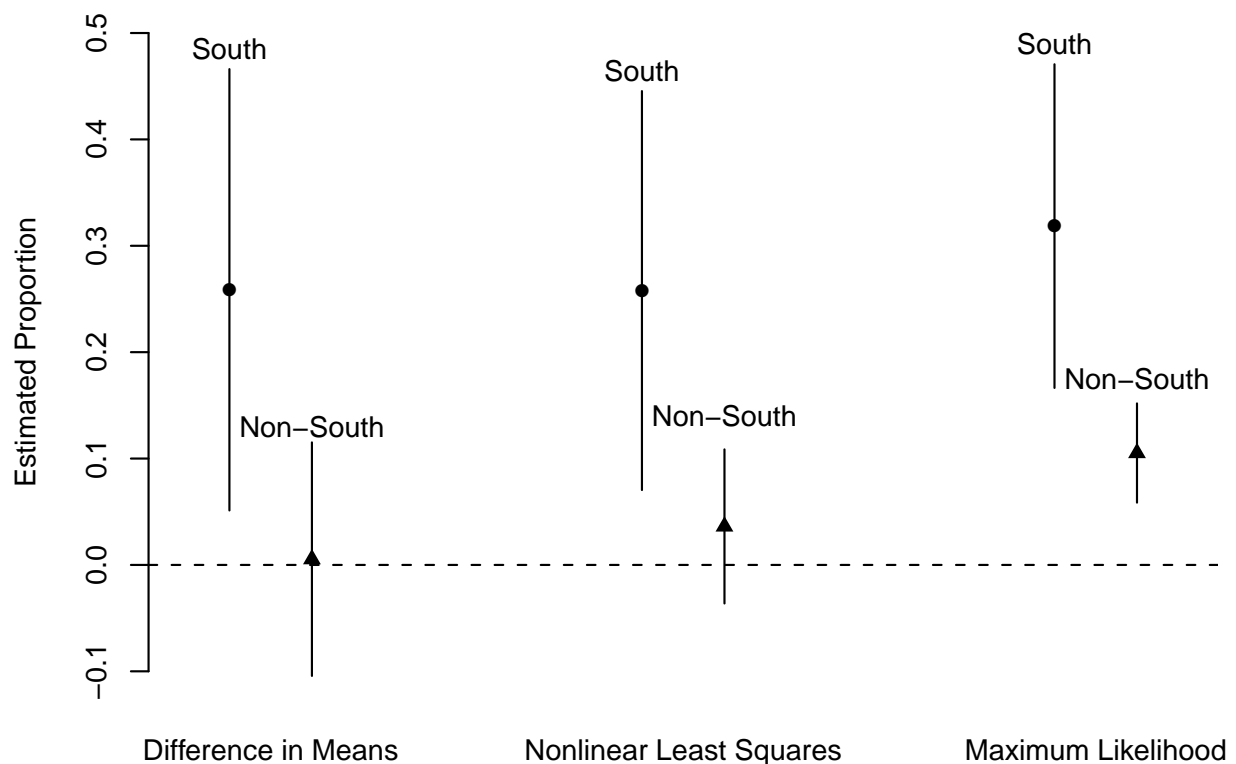 Estimated Proportion
0.5
0.4
0.3
0.2
0.1
0.0
−0.1
South
Non−South
South
Non−South
South
Non−South
Difference in Means
Nonlinear Least Squares
Maximum Likelihood